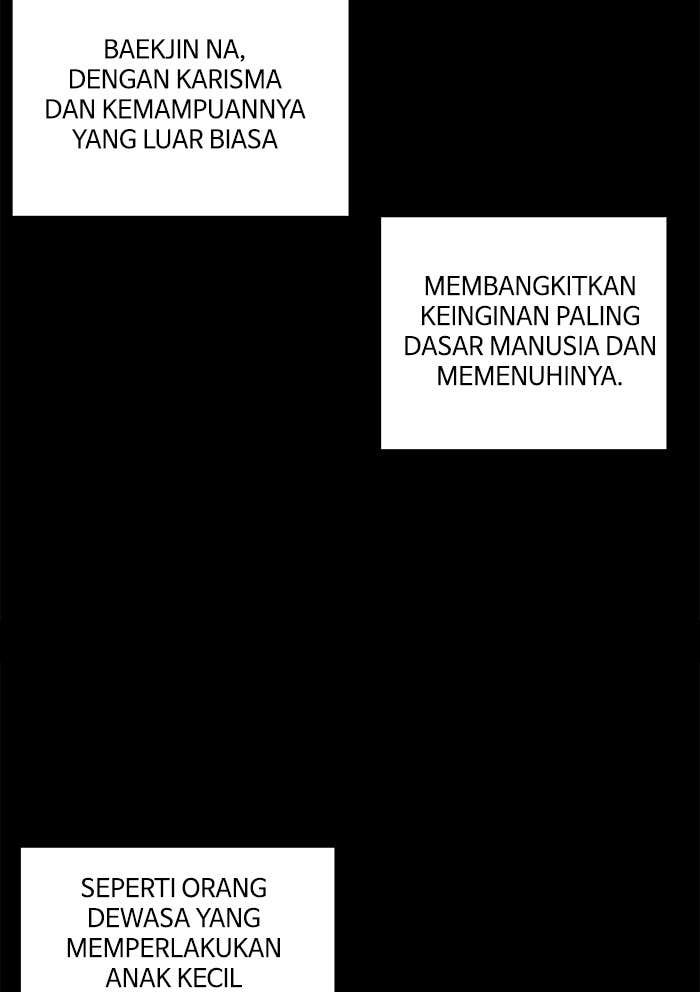 BAEKJIN NA,
DENGAN KARISMA
DAN KEMAMPUANNYA
YANG LUAR BIASA
MEMBANGKITKAN
KEINGINAN PALING
DASAR MANUSIA DAN
MEMENUHINYA.
SEPERTI ORANG
DEWASA YANG
MEMPERLAKUKAN
ANAK KECIL